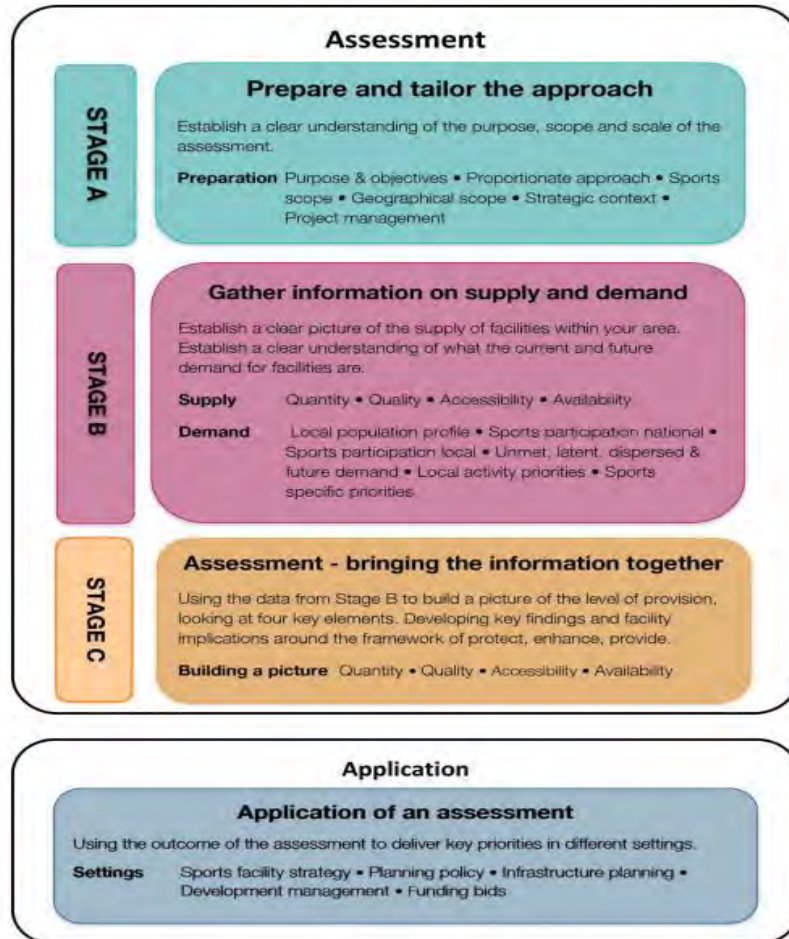 Assessment
STAGE A
Prepare and tailor the approach
Establish a clear understanding of the purpose, scope and scale of the
assessment.
Preparation Purpose & objectives • Proportionate approach • Sports
scope • Geographical scope • Strategic context •
Project management
STAGE B
Gather information on supply and demand
Establish a clear picture of the supply of facilities within your area.
Establish a clear understanding of what the current and future
demand for facilities are.
Supply Quantity • Quality • Accessibility • Availability
Demand Local population profile • Sports participation national •
Sports participation local • Unmet, latent, dispersed &
future demand • Local activity priorities • Sports
specific priorities
STAGE C
Assessment - bringing the information together
Using the data from Stage B to build a picture of the level of provision,
looking at four key elements. Developing key findings and facility
implications around the framework of protect, enhance, provide.
Building a picture Quantity • Quality • Accessibility • Availability
Application
Application of an assessment
Using the outcome of the assessment to deliver key priorities in different settings.
Settings Sports facility strategy • Planning policy • Infrastructure planning •
Development management • Funding bids